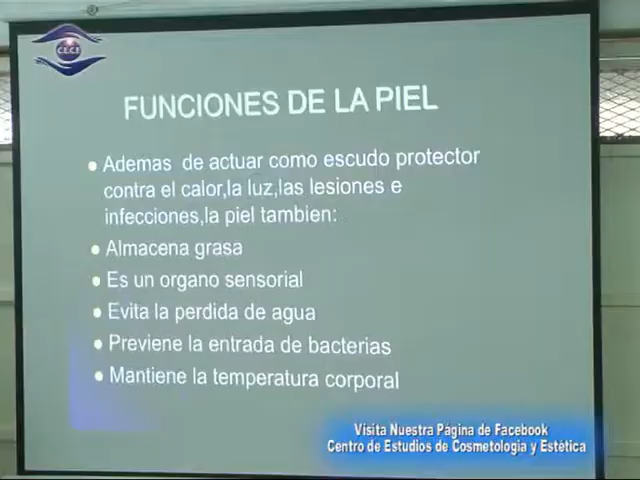 C.E.C.E
FUNCIONES DE LA PIEL
● Ademas de actuar como escudo protector
contra el calor,la luz,las lesiones e
infecciones,la piel tambien:
● Almacena grasa
● Es un organo sensorial
● Evita la perdida de agua
● Previene la entrada de bacterias
● Mantiene la temperatura corporal
Visita Nuestra Página de Facebook
Centro de Estudios de Cosmetologia y Estética